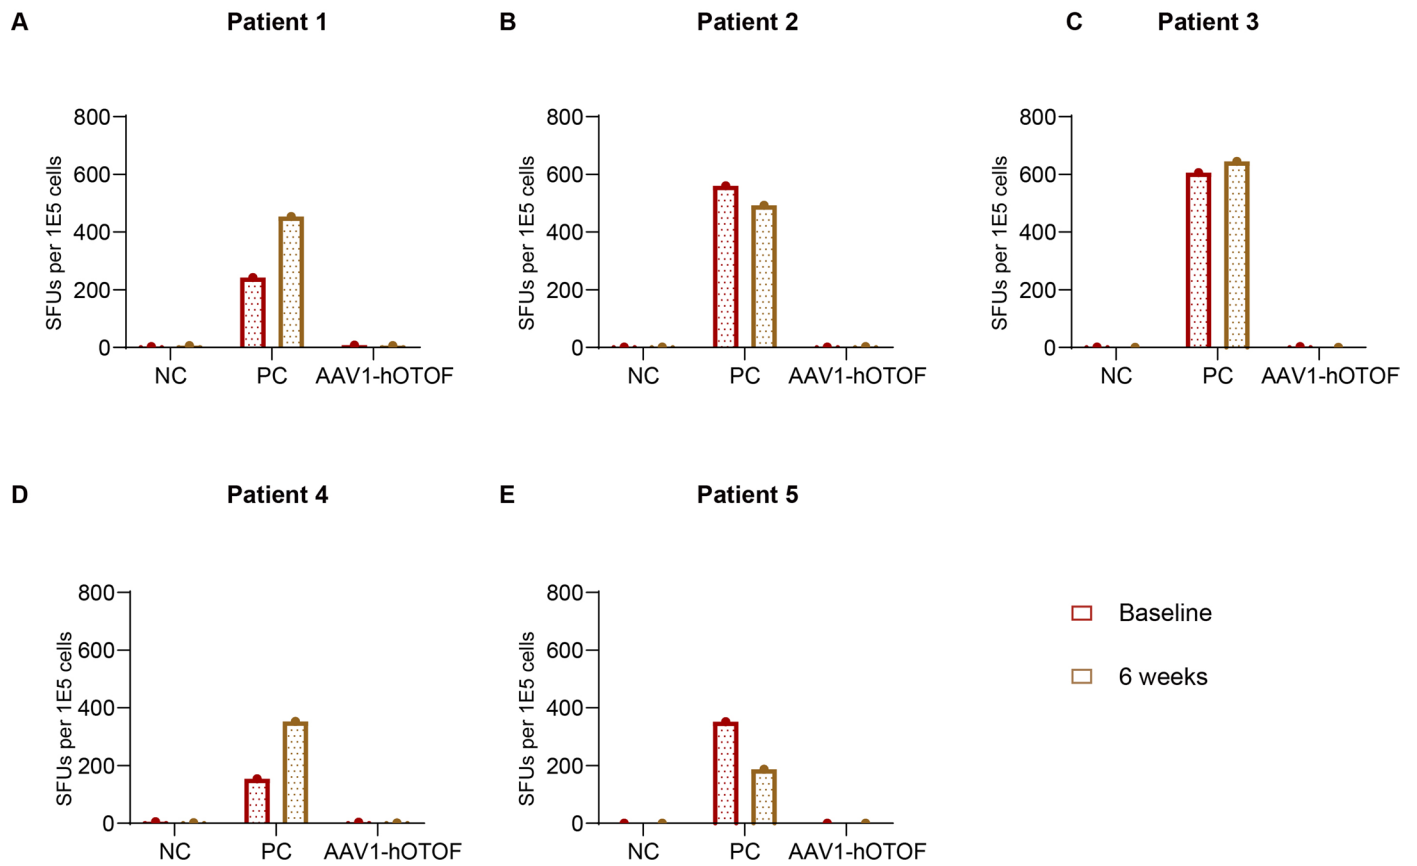 A Patient 1
800
600
400
200
0
SFUs per 1E5 cells
NC PC AAV1-hOTOF
B Patient 2
800
600
400
200
0
SFUs per 1E5 cells
NC PC AAV1-hOTOF
C Patient 3
800
600
400
200
0
SFUs per 1E5 cells
NC PC AAV1-hOTOF
D Patient 4
800
600
400
200
0
SFUs per 1E5 cells
NC PC AAV1-hOTOF
E Patient 5
800
600
400
200
0
SFUs per 1E5 cells
NC PC AAV1-hOTOF
Baseline
6 weeks